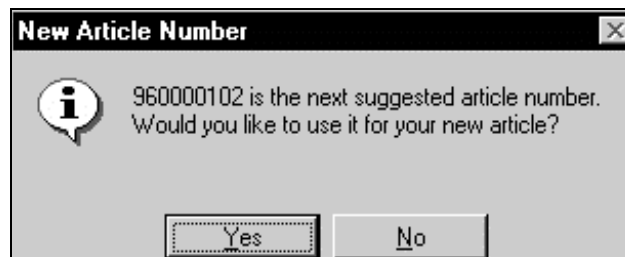 New Article Number
960000102 is the next suggested article number.
Would you like to use it for your new article?
Yes
No